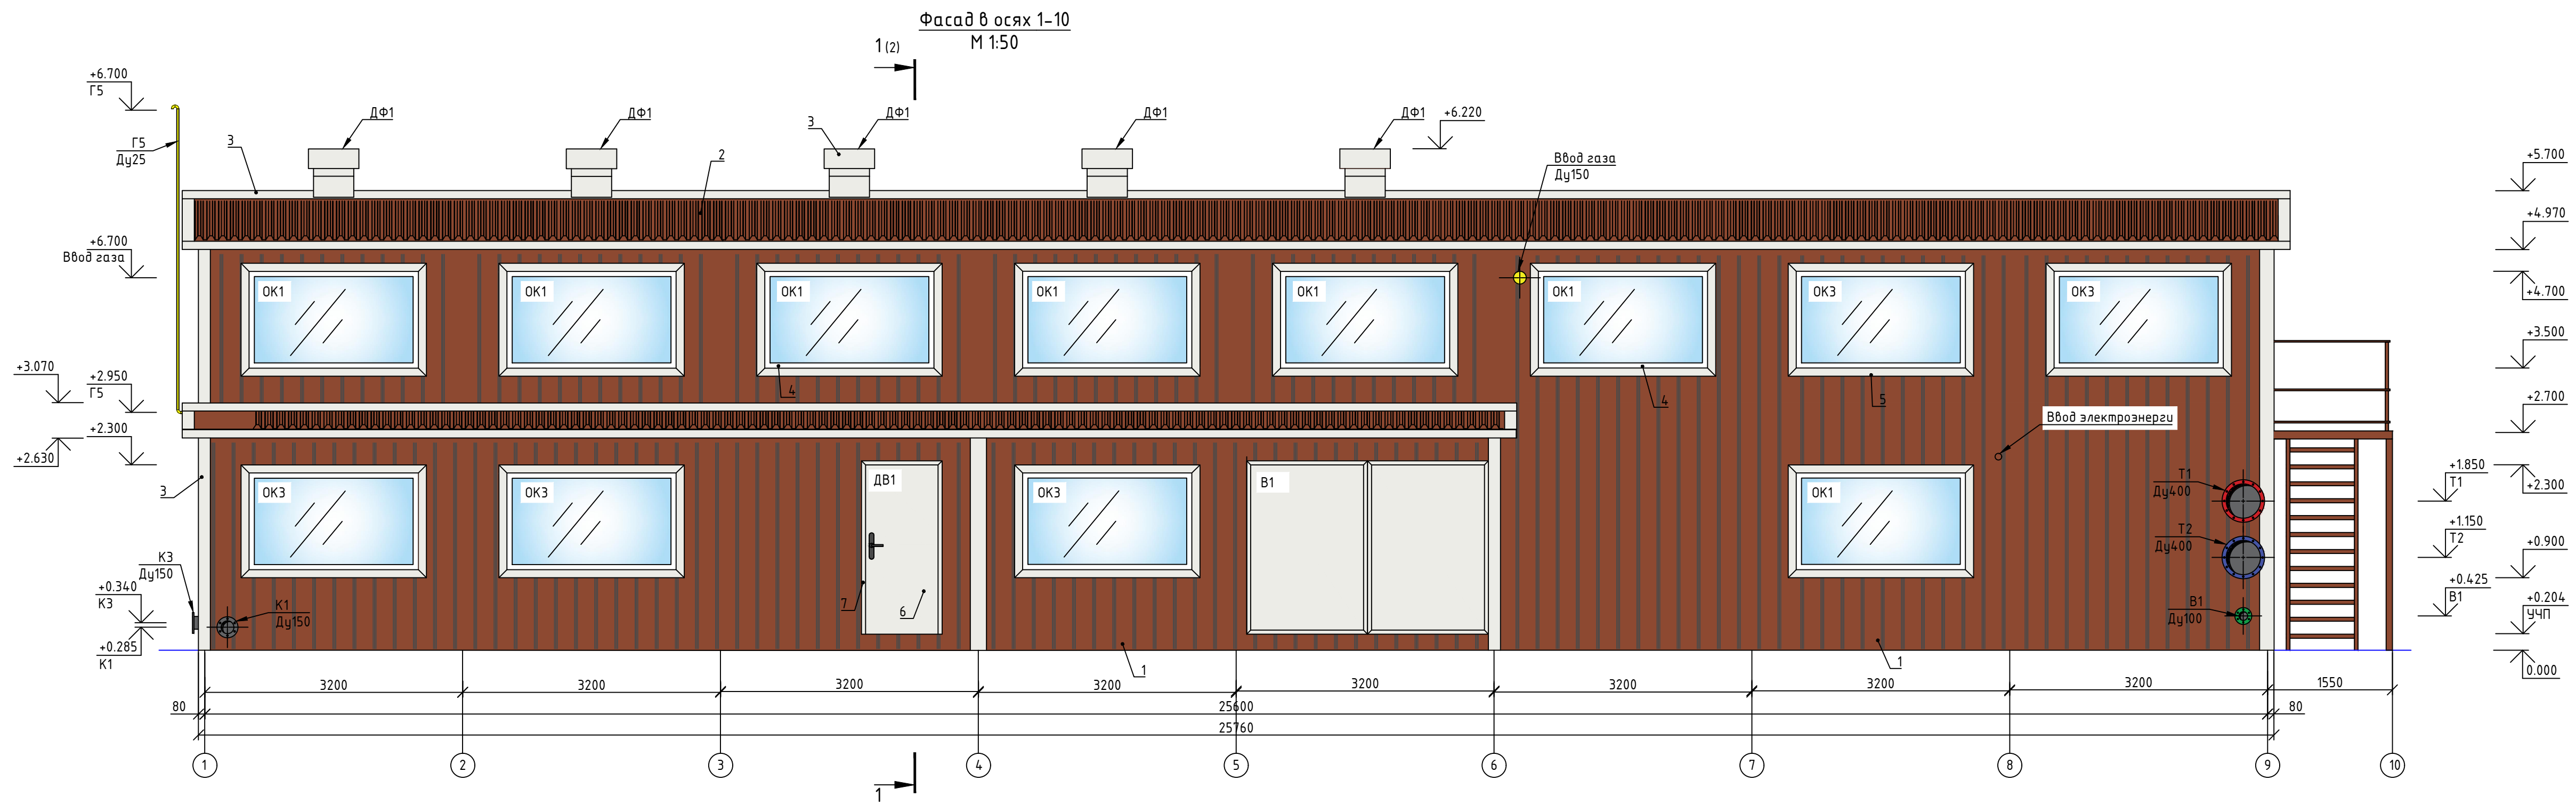 Фасад в осях 1-10
М 1:50
1 (2)
+6.700
Г5
ДФ1
ДФ1
3
ДФ1
ДФ1
ДФ1
+6.220
Г5
Ду25
3
2
Ввод газа
Ду150
+5.700
+4.970
+6.700
Ввод газа
ОК1
ОК1
ОК1
ОК1
ОК1
ОК1
ОК3
ОК3
+4.700
+3.500
+3.070
+2.950
Г5
4
4
5
+2.700
+2.300
+2.630
Ввод электроэнерги
3
ОК3
ОК3
ДВ1
ОК3
В1
ОК1
Т1
Ду400
+1.850
Т1
+2.300
Т2
Ду400
+1.150
Т2
+0.900
К3
Ду150
+0.340
К3
К1
Ду150
7
6
В1
Ду100
+0.425
В1
+0.204
УЧП
+0.285
К1
1
1
0.000
3200
3200
3200
3200
3200
3200
3200
3200
1550
80
25600
80
25760
1
2
3
4
5
6
7
8
9
10
1